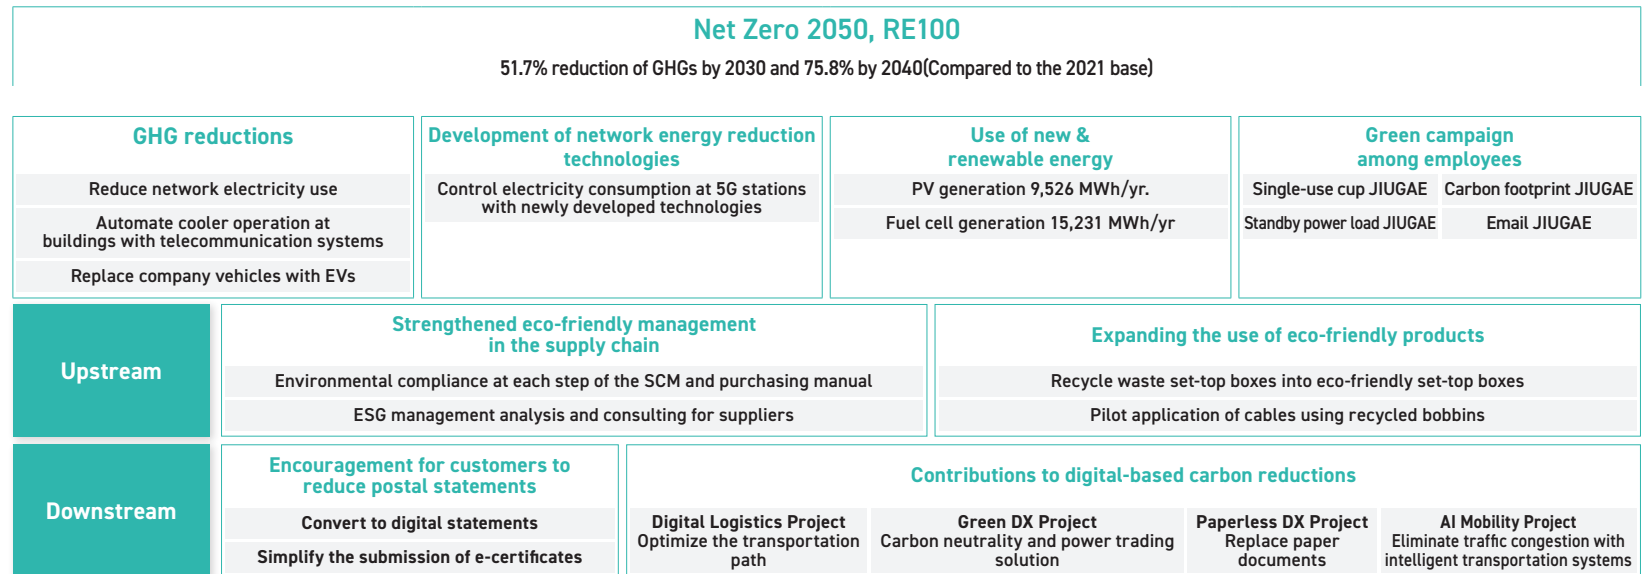 Net Zero 2050, RE100
51.7% reduction of GHGs by 2030 and 75.8% by 2040(Compared to the 2021 base)
GHG reductions
Reduce network electricity use
Automate cooler operation at
buildings with telecommunication systems
Replace company vehicles with EVs
Development of network energy reduction
technologies
Control electricity consumption at 5G stations
with newly developed technologies
Use of new &
renewable energy
PV generation 9,526 MWh/yr.
Fuel cell generation 15,231 MWh/yr
Green campaign
among employees
Single-use cup JIUGAE
Carbon footprint JIUGAE
Standby power load JIUGAE
Email JIUGAE
Upstream
Strengthened eco-friendly management
in the supply chain
Environmental compliance at each step of the SCM and purchasing manual
ESG management analysis and consulting for suppliers
Expanding the use of eco-friendly products
Recycle waste set-top boxes into eco-friendly set-top boxes
Pilot application of cables using recycled bobbins
Downstream
Encouragement for customers to
reduce postal statements
Convert to digital statements
Simplify the submission of e-certificates
Contributions to digital-based carbon reductions
Digital Logistics Project
Optimize the transportation
path
Green DX Project
Carbon neutrality and power trading
solution
Paperless DX Project
Replace paper
documents
AI Mobility Project
Eliminate traffic congestion with
intelligent transportation systems